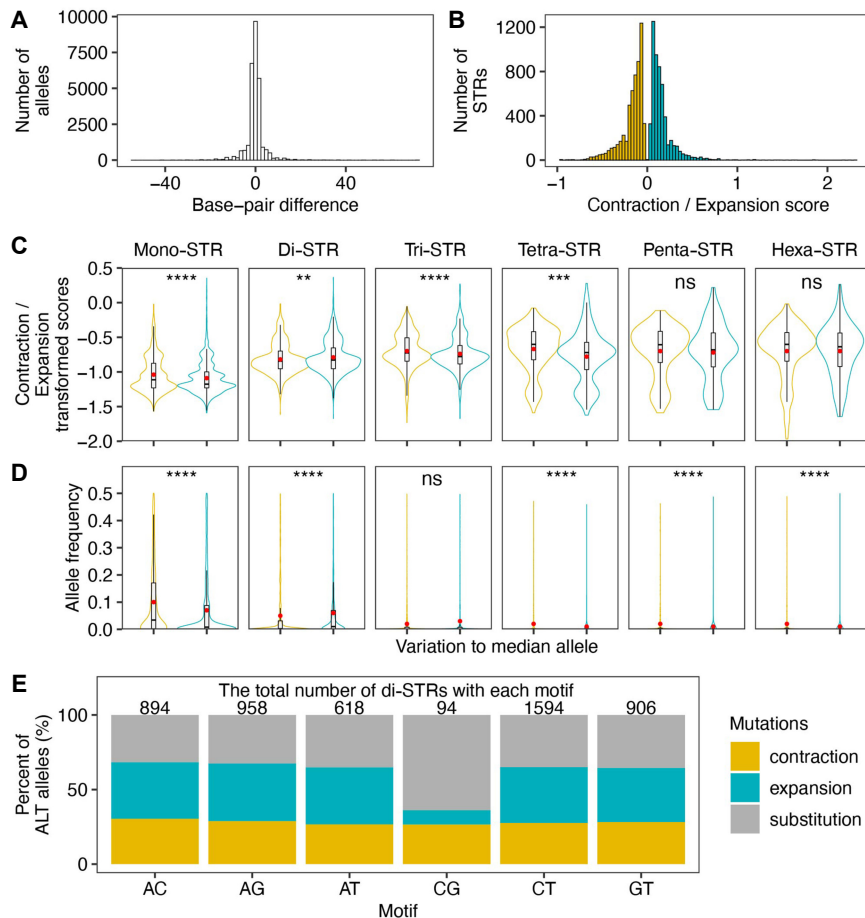 A
10000
7500
5000
2500
0
Number of
alleles
−40
0
40
Base−pair difference
B
1200
800
400
0
Number of
STRs
−1
0
1
2
Contraction / Expansion score
C
Mono−STR
Di−STR
Tri−STR
Tetra−STR
Penta−STR
Hexa−STR
Contraction /
Expansion
transformed scores
0.5
0.0
−0.5
−1.0
−1.5
−2.0
****
**
****
***
ns
ns
D
Allele frequency
0.5
0.4
0.3
0.2
0.1
0.0
****
****
ns
****
****
****
Variation to median allele
E
The total number of di−STRs with each motif
894
958
618
94
1594
906
Percent of
ALT alleles (%)
100
50
0
AC
AG
AT
CG
CT
GT
Motif
Mutations
contraction
expansion
substitution